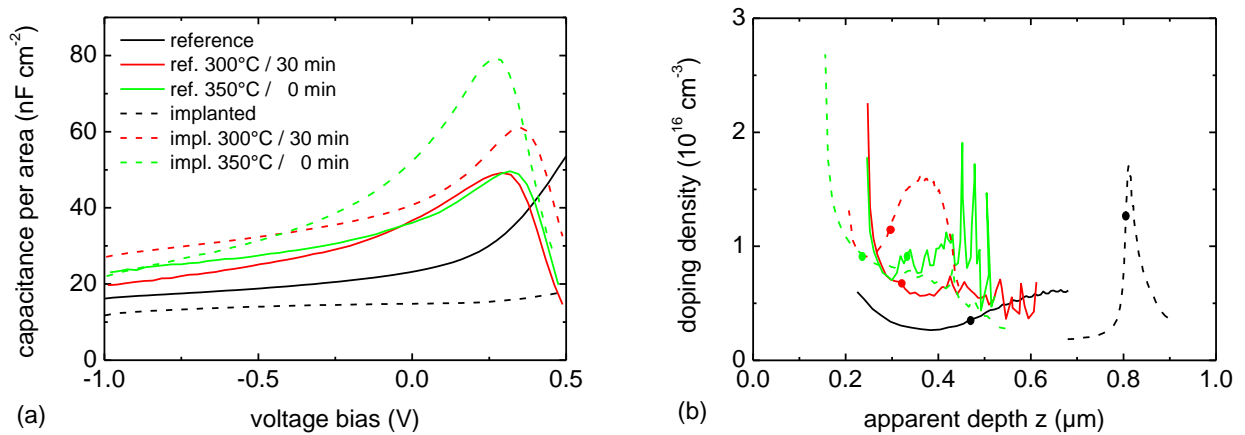 80
60
40
20
0
-1.0
-0.5
0.0
0.5
capacitance per area (nF cm-2)
voltage bias (V)
reference
ref. 300°C / 30 min
ref. 350°C /   0 min
implanted
impl. 300°C / 30 min
impl. 350°C /   0 min
(a)
3
2
1
0
0.0
0.2
0.4
0.6
0.8
1.0
doping density (10^16 cm-3)
apparent depth z (µm)
(b)